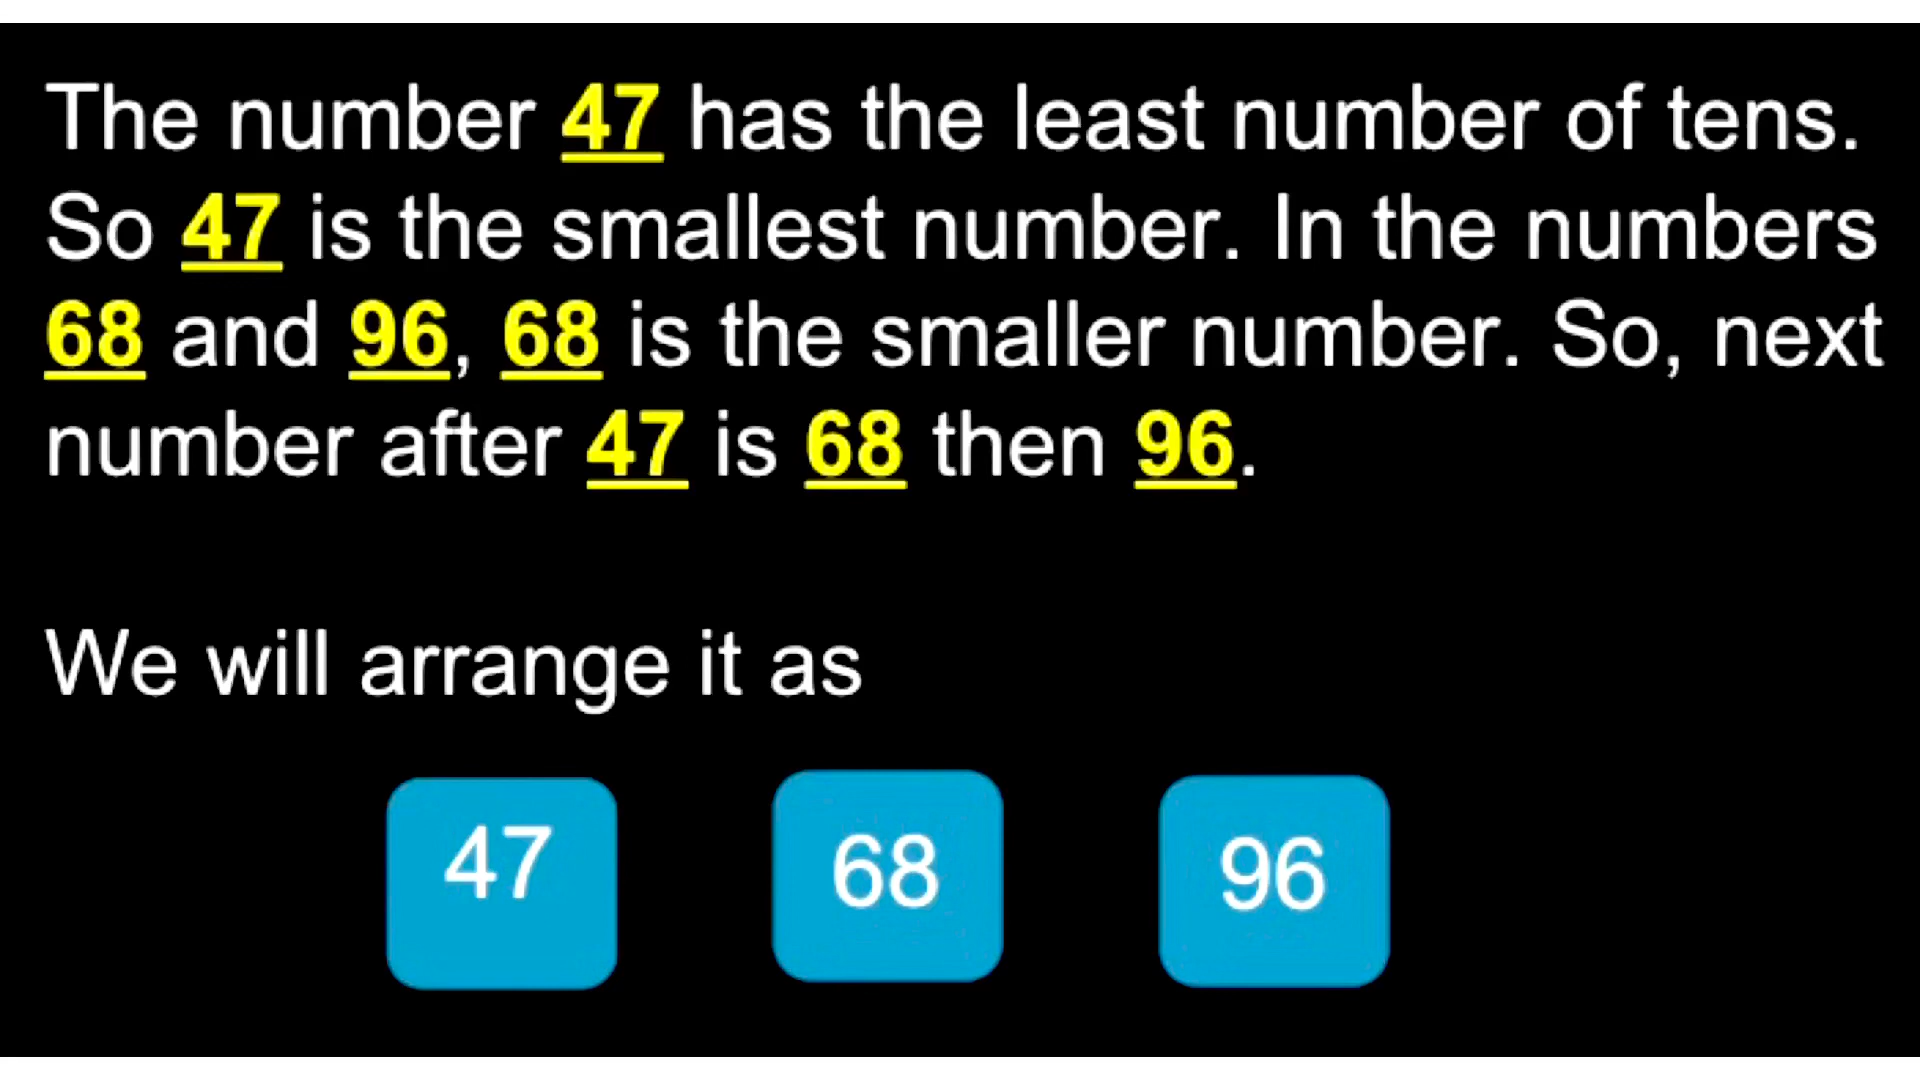 The number 47 has the least number of tens.
So 47 is the smallest number. In the numbers
68 and 96, 68 is the smaller number. So, next
number after 47 is 68 then 96.
We will arrange it as
47 68 96